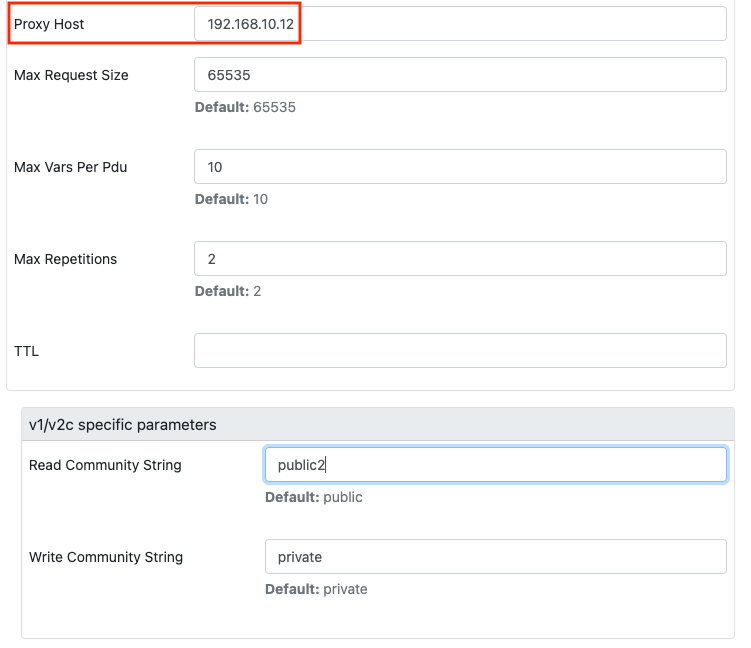 Proxy Host 192.168.10.12
Max Request Size 65535
Default: 65535
Max Vars Per Pdu 10
Default: 10
Max Repetitions 2
Default: 2
TTL
v1/v2c specific parameters
Read Community String public2
Default: public
Write Community String private
Default: private